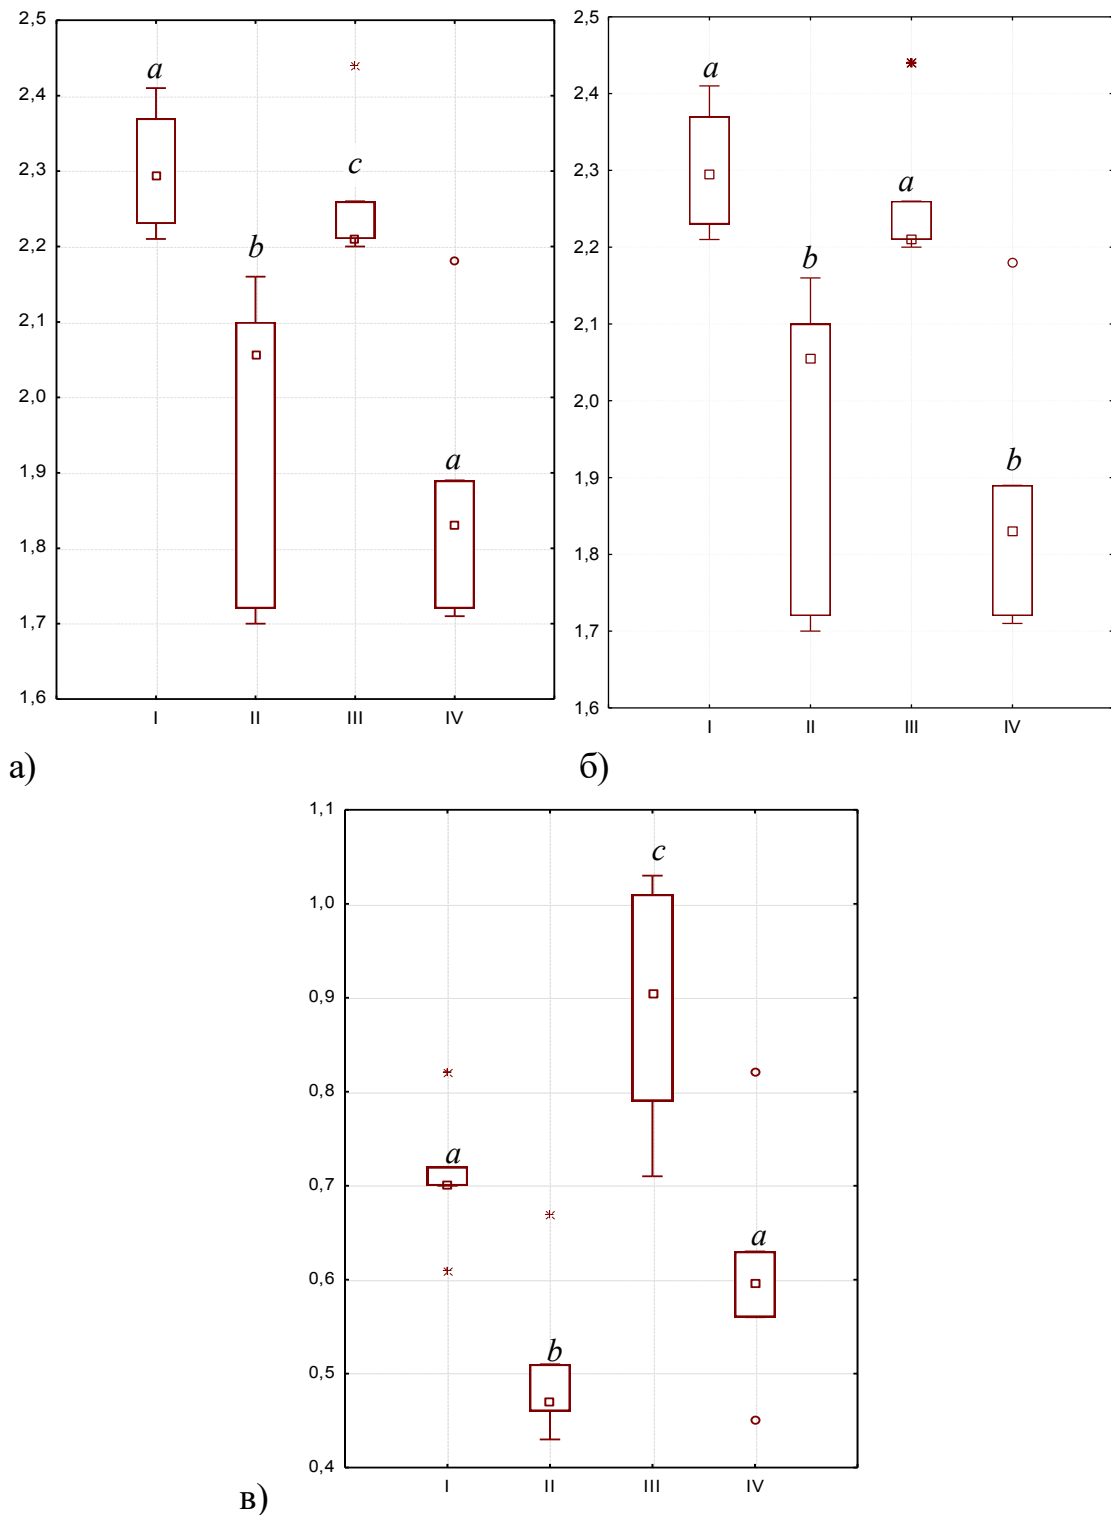 2,5
2,4
2,3
2,2
2,1
2,0
1,9
1,8
1,7
1,6
a
b
c
a
I II III IV
а)
2,5
2,4
2,3
2,2
2,1
2,0
1,9
1,8
1,7
1,6
a
b
a
b
I II III IV
б)
1,1
1,0
0,9
0,8
0,7
0,6
0,5
0,4
a
b
c
a
I II III IV
в)